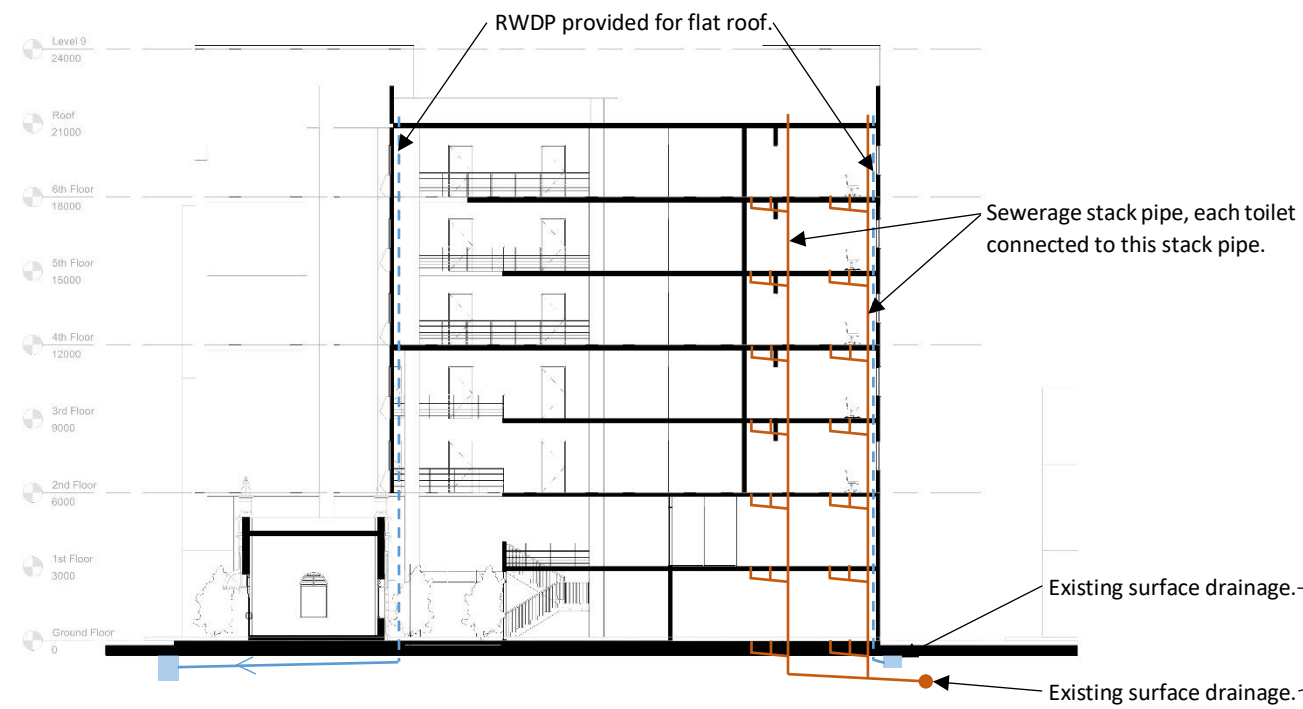 RWDP provided for flat roof.
Level 9
24000
Roof
21000
6th Floor
18000
Sewerage stack pipe, each toilet
connected to this stack pipe.
5th Floor
15000
4th Floor
12000
3rd Floor
9000
2nd Floor
6000
1st Floor
3000
Existing surface drainage.
Ground Floor
0
Existing surface drainage.